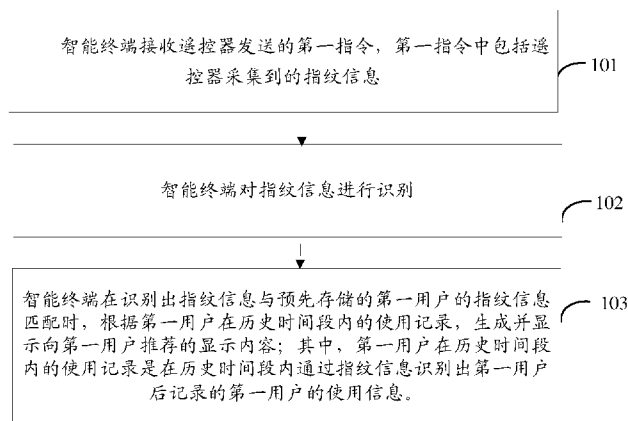 智能终端接收遥控器发送的第一指令，第一指令中包括遥
控器采集到的指纹信息
101
智能终端对指纹信息进行识别
102
智能终端在识别出指纹信息与预先存储的第一用户的指纹信息
匹配时，根据第一用户在历史时间段内的使用记录，生成并显
示向第一用户推荐的显示内容；其中，第一用户在历史时间段
内的使用记录是在历史时间段内通过指纹信息识别出第一用户
后记录的第一用户的使用信息。
103